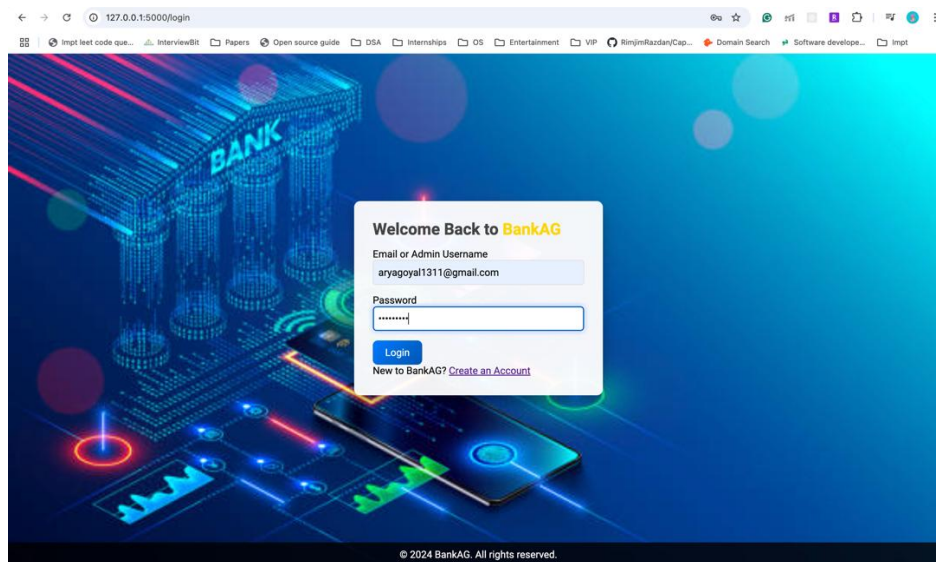 127.0.0.1:5000/login
Impt leet code que... InterviewBit Papers Open source guide DSA Internships OS Entertainment VIP RimjimRazdan/Cap... Domain Search Software develope... Impt
BANK
Welcome Back to BankAG
Email or Admin Username
aryagoyal1311@gmail.com
Password
•••••••••
Login
New to BankAG? Create an Account
© 2024 BankAG. All rights reserved.